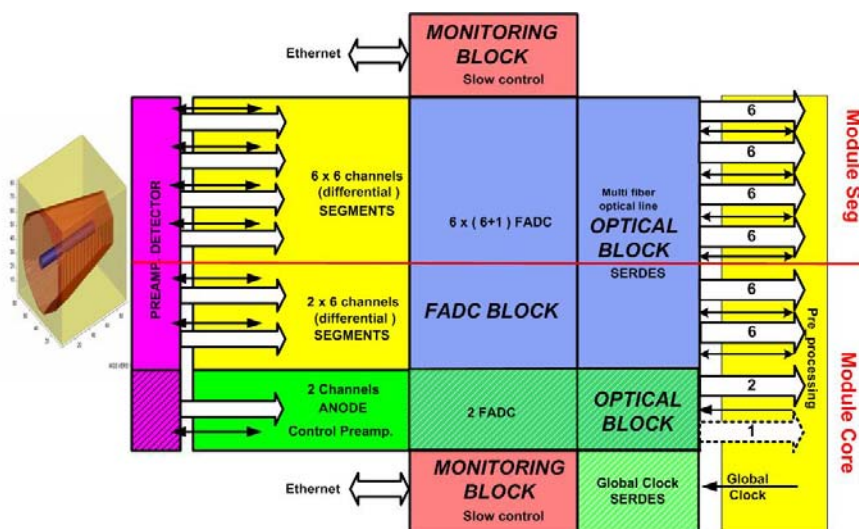 MONITORING
BLOCK
Slow control
Ethernet
PREAMP. DETECTOR
6 x 6 channels
(differential )
SEGMENTS
6 x ( 6+1 ) FADC
Multi fiber
optical line
OPTICAL
BLOCK
SERDES
6
6
6
6
Module Seg
2 x 6 channels
(differential )
SEGMENTS
FADC BLOCK
6
6
Pre processing
Module Core
2 Channels
ANODE
Control Preamp.
2 FADC
OPTICAL
BLOCK
2
1
Ethernet
MONITORING
BLOCK
Slow control
Global Clock
SERDES
Global
Clock